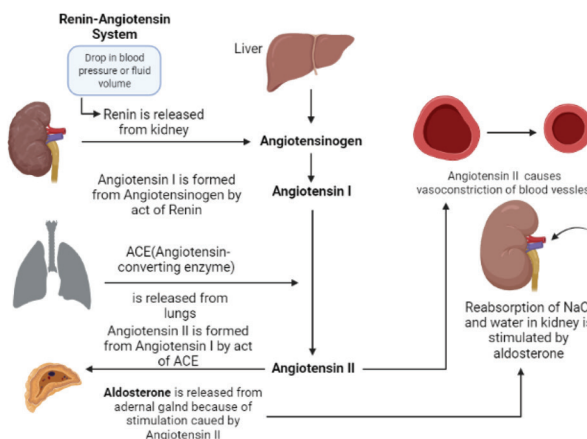 Renin-Angiotensin
System
Drop in blood
pressure or fluid
volume
Liver
Renin is released
from kidney
Angiotensinogen
Angiotensin I is formed
from Angiotensinogen by
act of Renin
Angiotensin I
Angiotensin II causes
vasoconstriction of blood vessles
ACE(Angiotensin-
converting enzyme)
is released from
lungs
Angiotensin II is formed
from Angiotensin I by act
of ACE
Angiotensin II
Reabsorption of NaC
and water in kidney is
stimulated by
aldosterone
Aldosterone is released from
adernal galnd because of
stimulation caued by
Angiotensin II